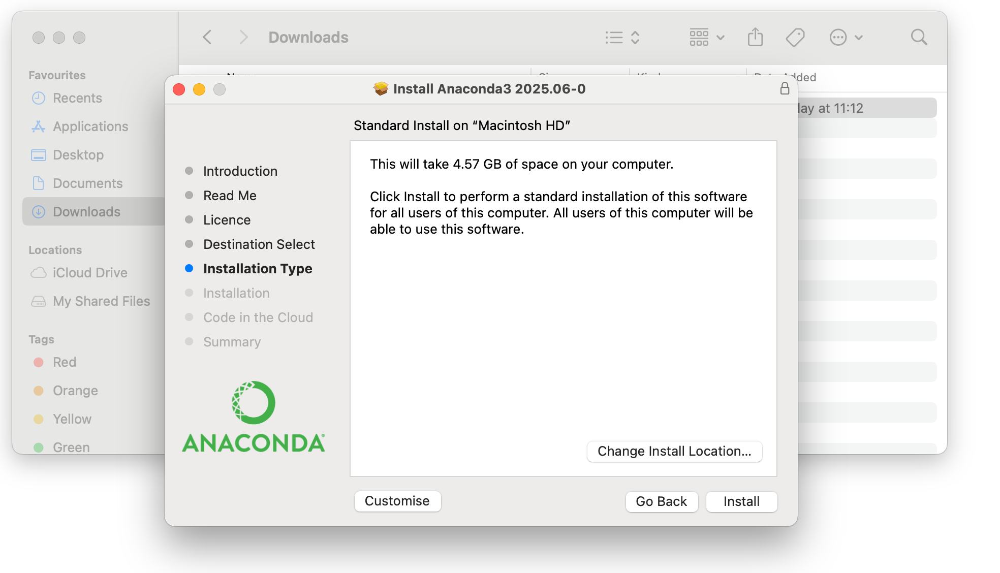 Downloads
Favourites
Recents
Applications
Desktop
Documents
Downloads
Locations
iCloud Drive
My Shared Files
Tags
Red
Orange
Yellow
Green
Install Anaconda3 2025.06-0
at 11:12
Standard Install on “Macintosh HD”
Introduction
Read Me
Licence
Destination Select
Installation Type
Installation
Code in the Cloud
Summary
ANACONDA®
This will take 4.57 GB of space on your computer.
Click Install to perform a standard installation of this software
for all users of this computer. All users of this computer will be
able to use this software.
Change Install Location...
Customise
Go Back
Install